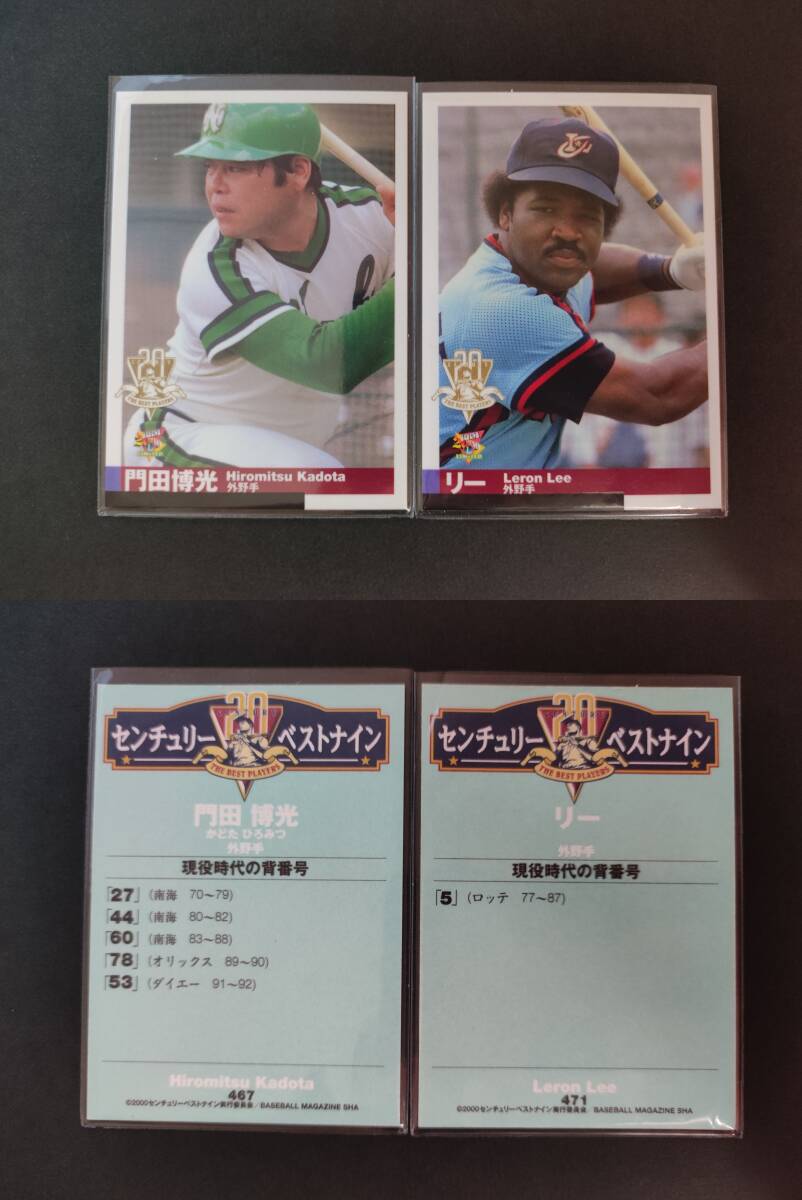 THE BEST PLAYERS
門田博光 Hiromitsu Kadota
外野手
THE BEST PLAYERS
リー Leron Lee
外野手
20
センチュリー ベストナイン
THE BEST PLAYERS
門田 博光
かどた ひろみつ
外野手
現役時代の背番号
「27」(南海 70〜79)
「44」(南海 80〜82)
「60」(南海 83〜88)
「78」(オリックス 89〜90)
「53」(ダイエー 91〜92)
Hiromitsu Kadota
467
©2000センチュリーベストナイン実行委員会/BASEBALL MAGAZINE SHA
20
センチュリー ベストナイン
THE BEST PLAYERS
リー
外野手
現役時代の背番号
「5」(ロッテ 77〜87)
Leron Lee
471
©2000センチュリーベストナイン実行委員会/BASEBALL MAGAZINE SHA